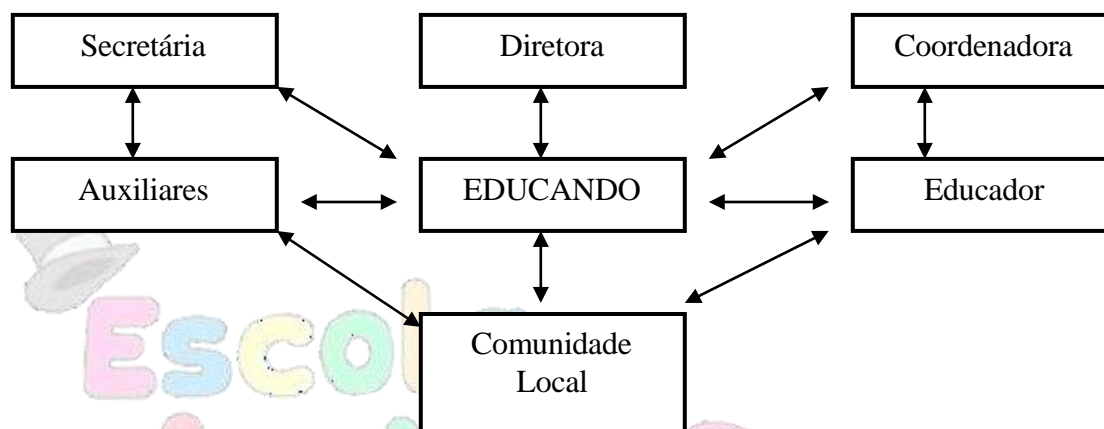 Secretária
Diretora
Coordenadora
Auxiliares
EDUCANDO
Educador
Comunidade
Local